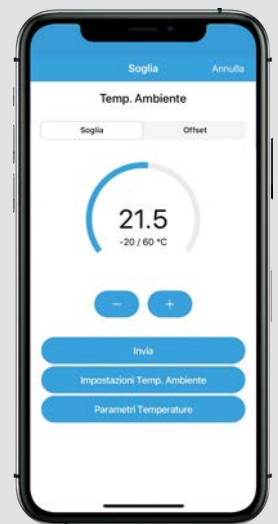 Soglia Annulla
Temp. Ambiente
Soglia Offset
21.5
-20 / 60 °C
− +
Invia
Impostazioni Temp. Ambiente
Parametri Temperature